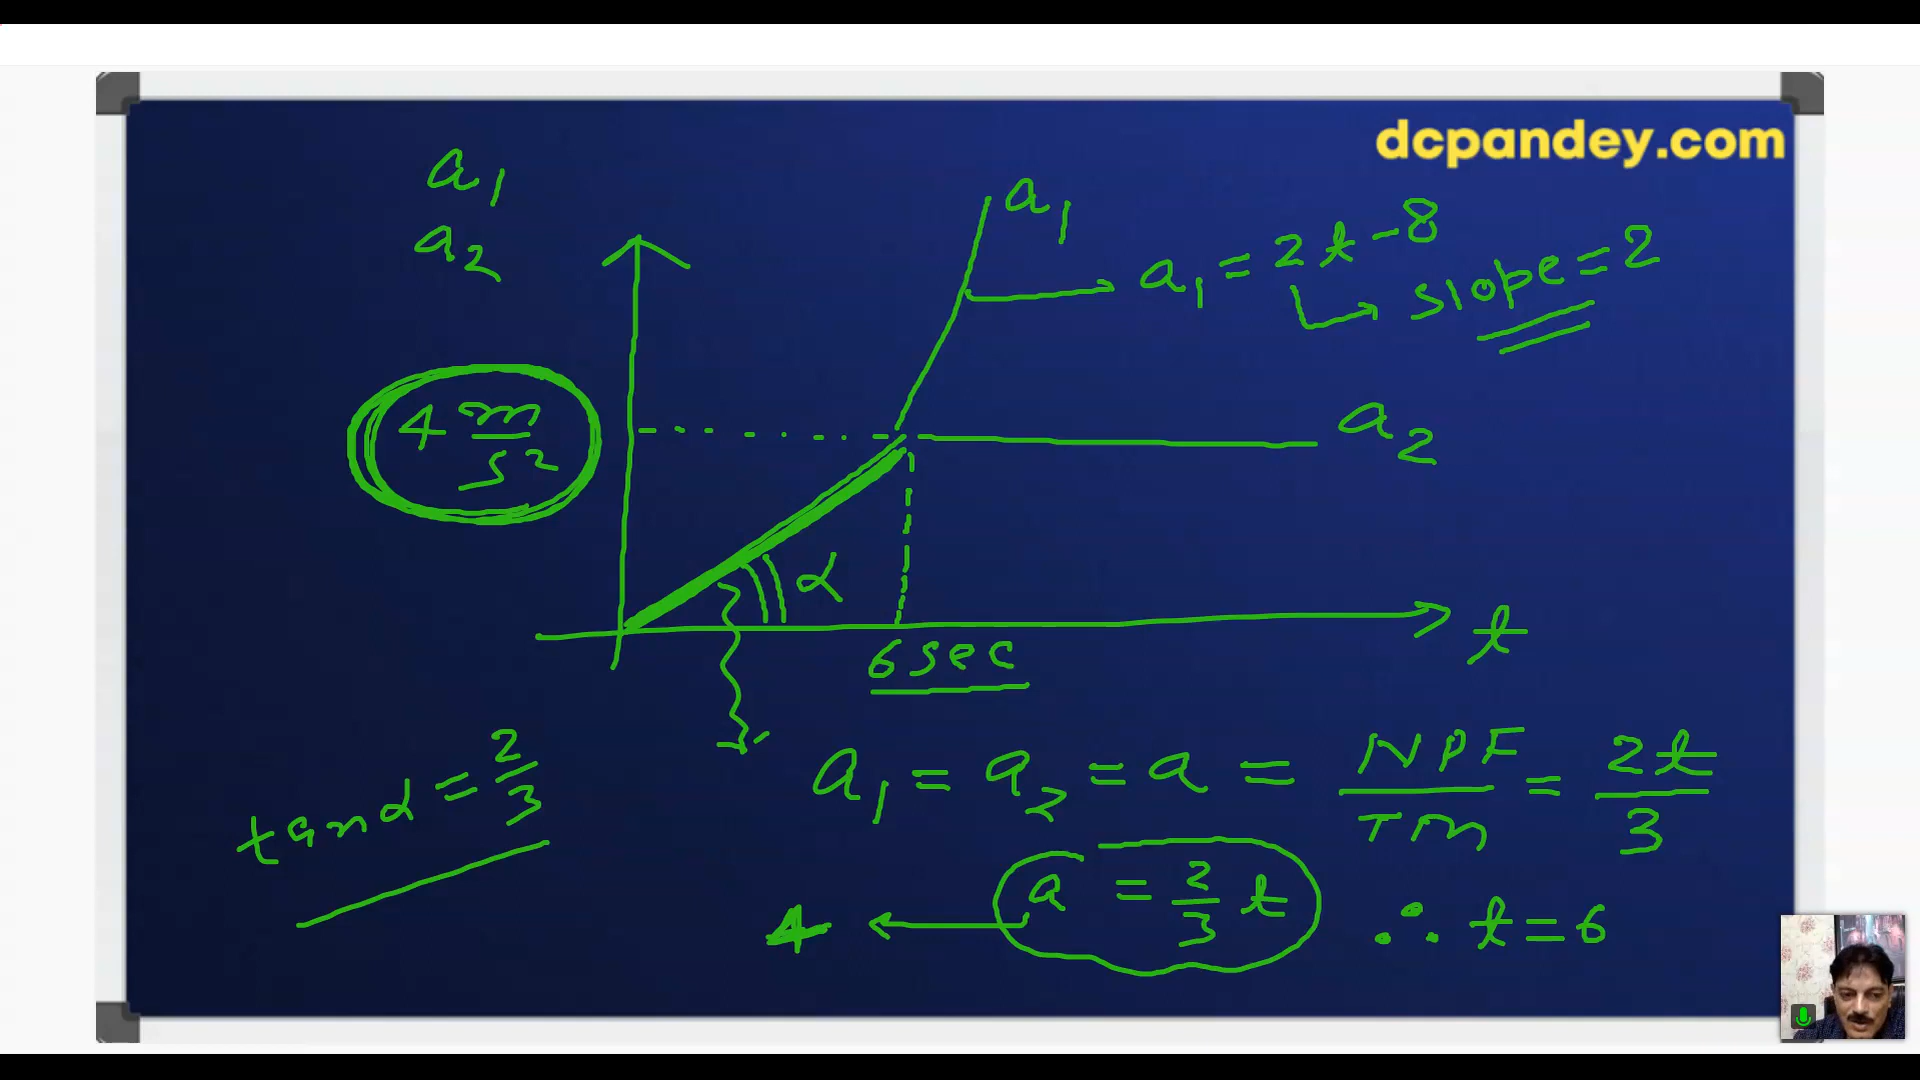 dcpandey.com
a₁
a₂
a₁
a₁ = 2t - 8
slope = 2
4 m/s²
a₂
α
6 sec
t
tanα = 2/3
a₁ = a₂ = a = NPF/TM = 2t/3
4 ← a = 2/3 t ∴ t = 6